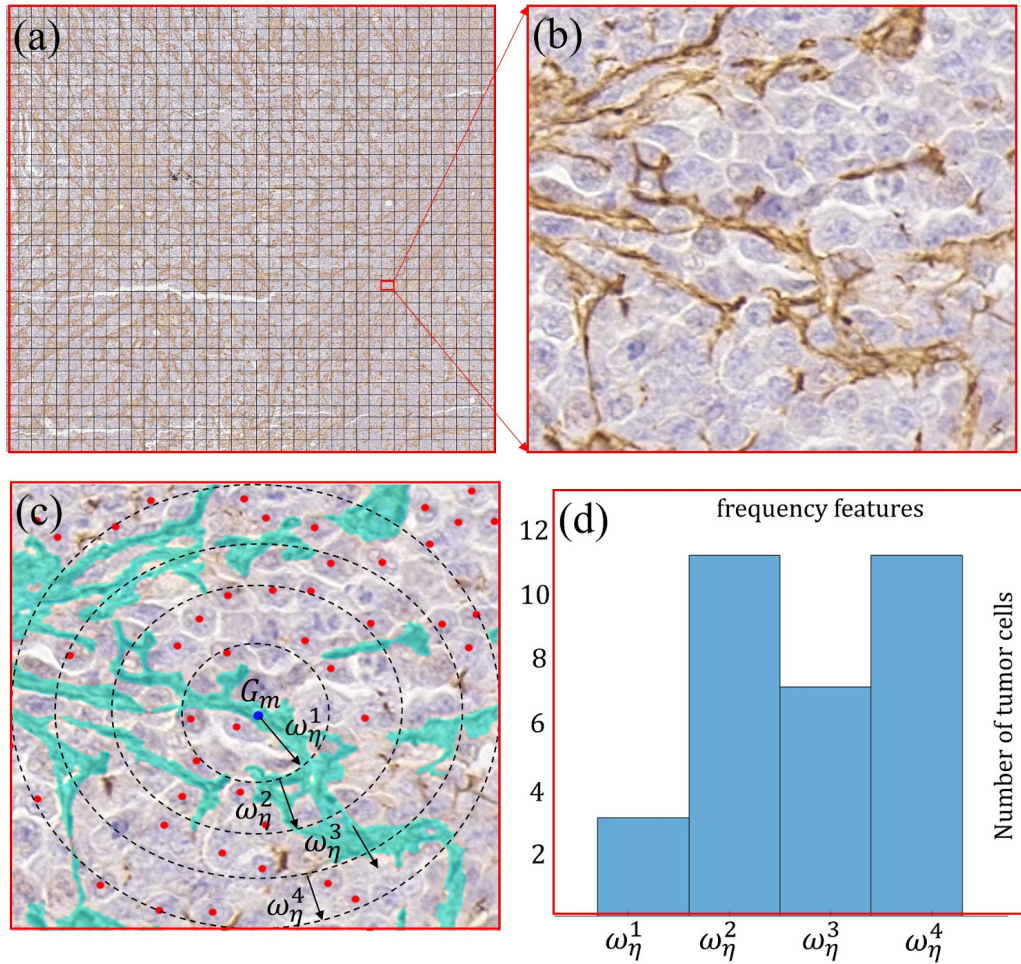 (a)
(b)
(c)
G_m
ω_η^1
ω_η^2
ω_η^3
ω_η^4
(d)
frequency features
12
10
8
6
4
2
Number of tumor cells
ω_η^1 ω_η^2 ω_η^3 ω_η^4